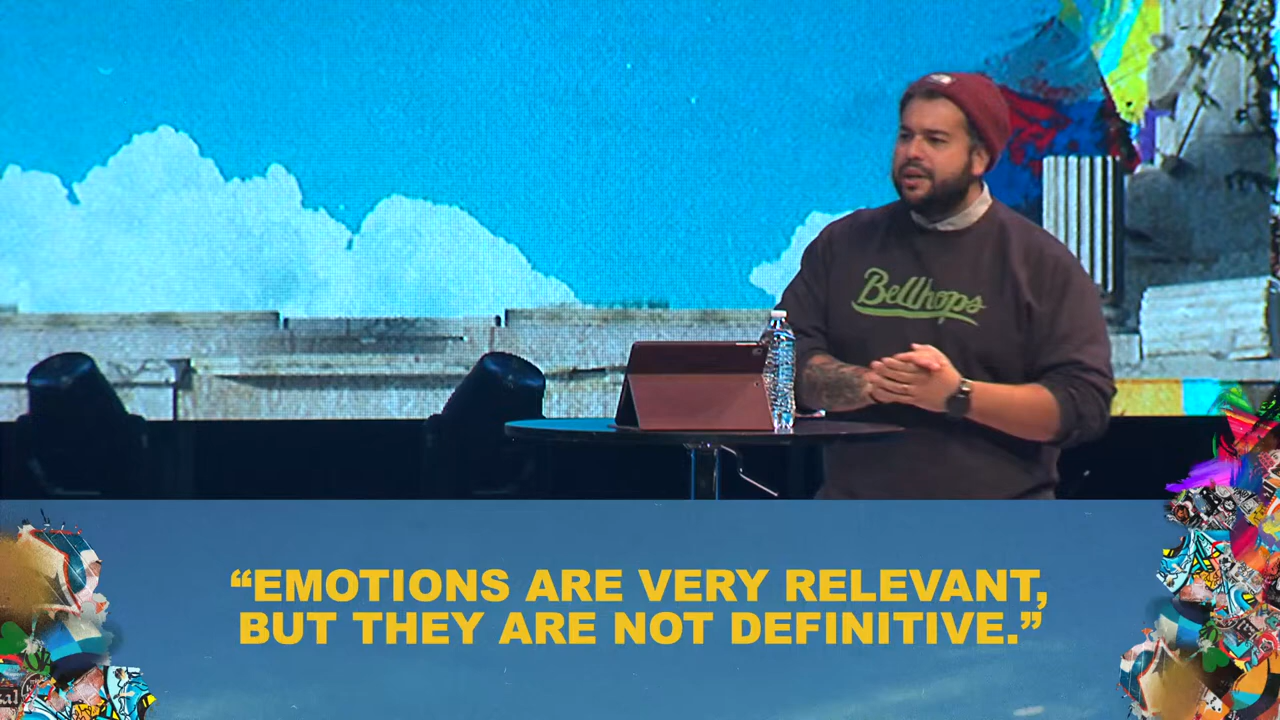 Bellhops
“EMOTIONS ARE VERY RELEVANT,
BUT THEY ARE NOT DEFINITIVE.”